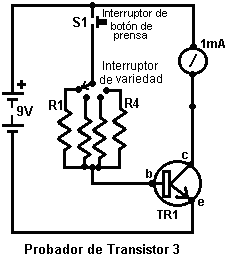 S1
Interruptor de
botón de
prensa
1mA
+
9V
Interruptor
de variedad
R1
R4
c
b
e
TR1
Probador de Transistor 3